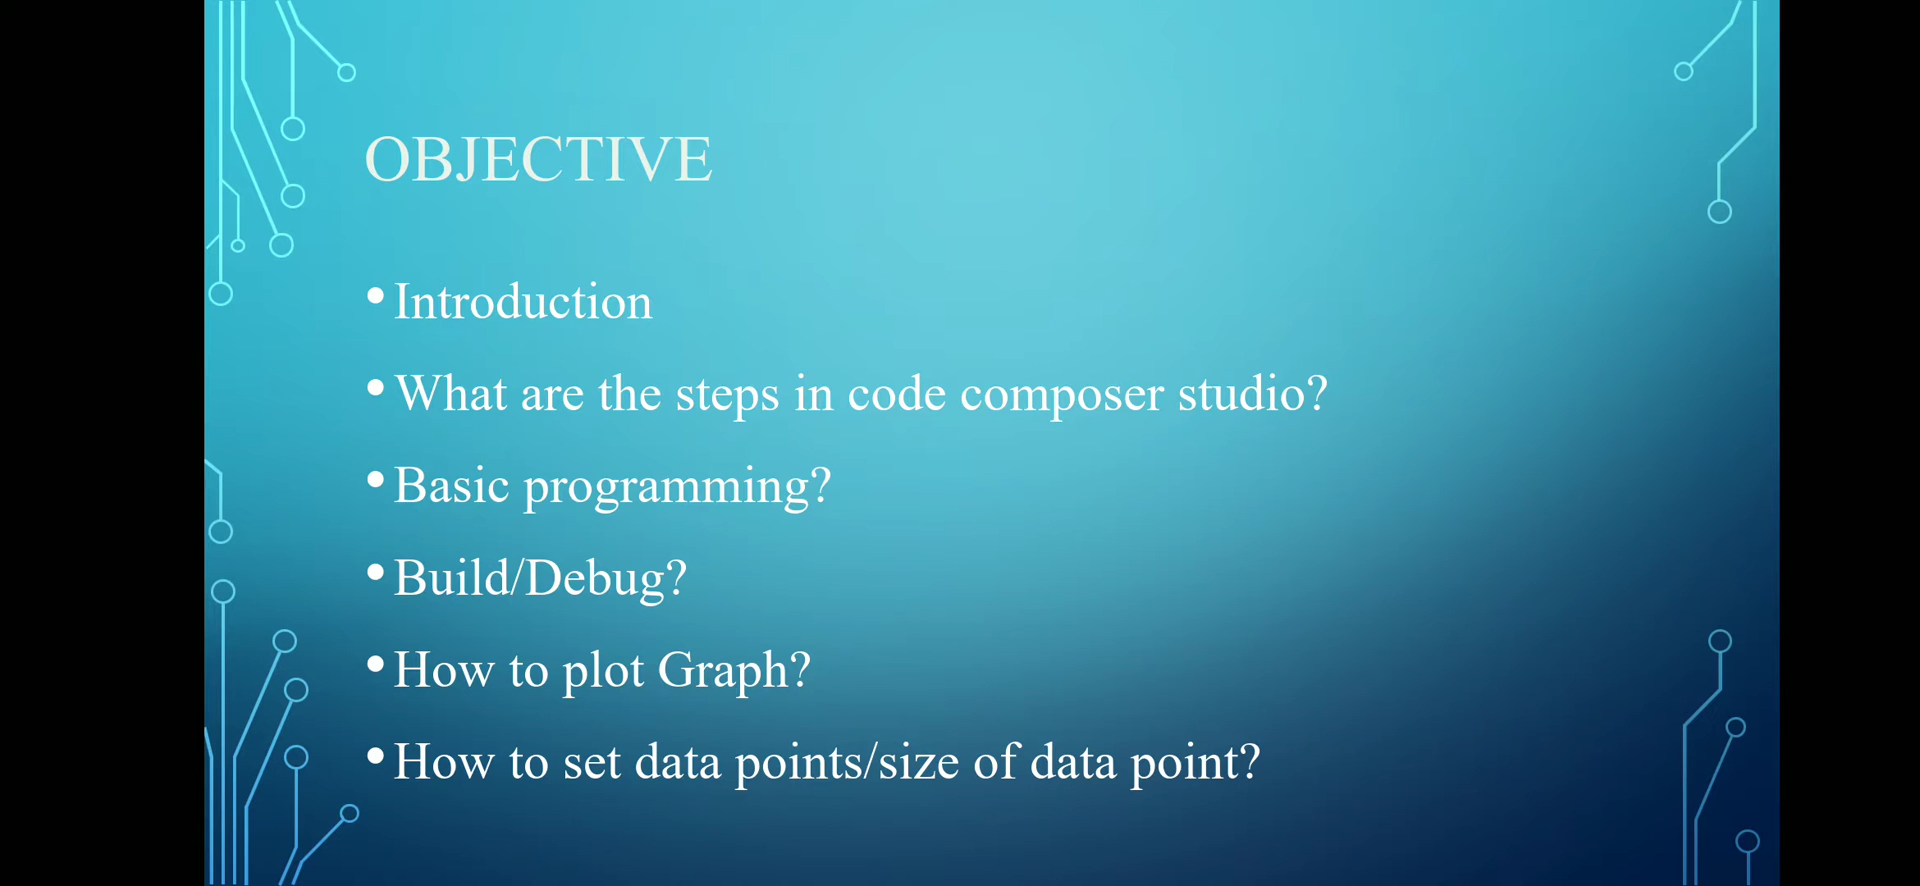 OBJECTIVE
• Introduction
• What are the steps in code composer studio?
• Basic programming?
• Build/Debug?
• How to plot Graph?
• How to set data points/size of data point?